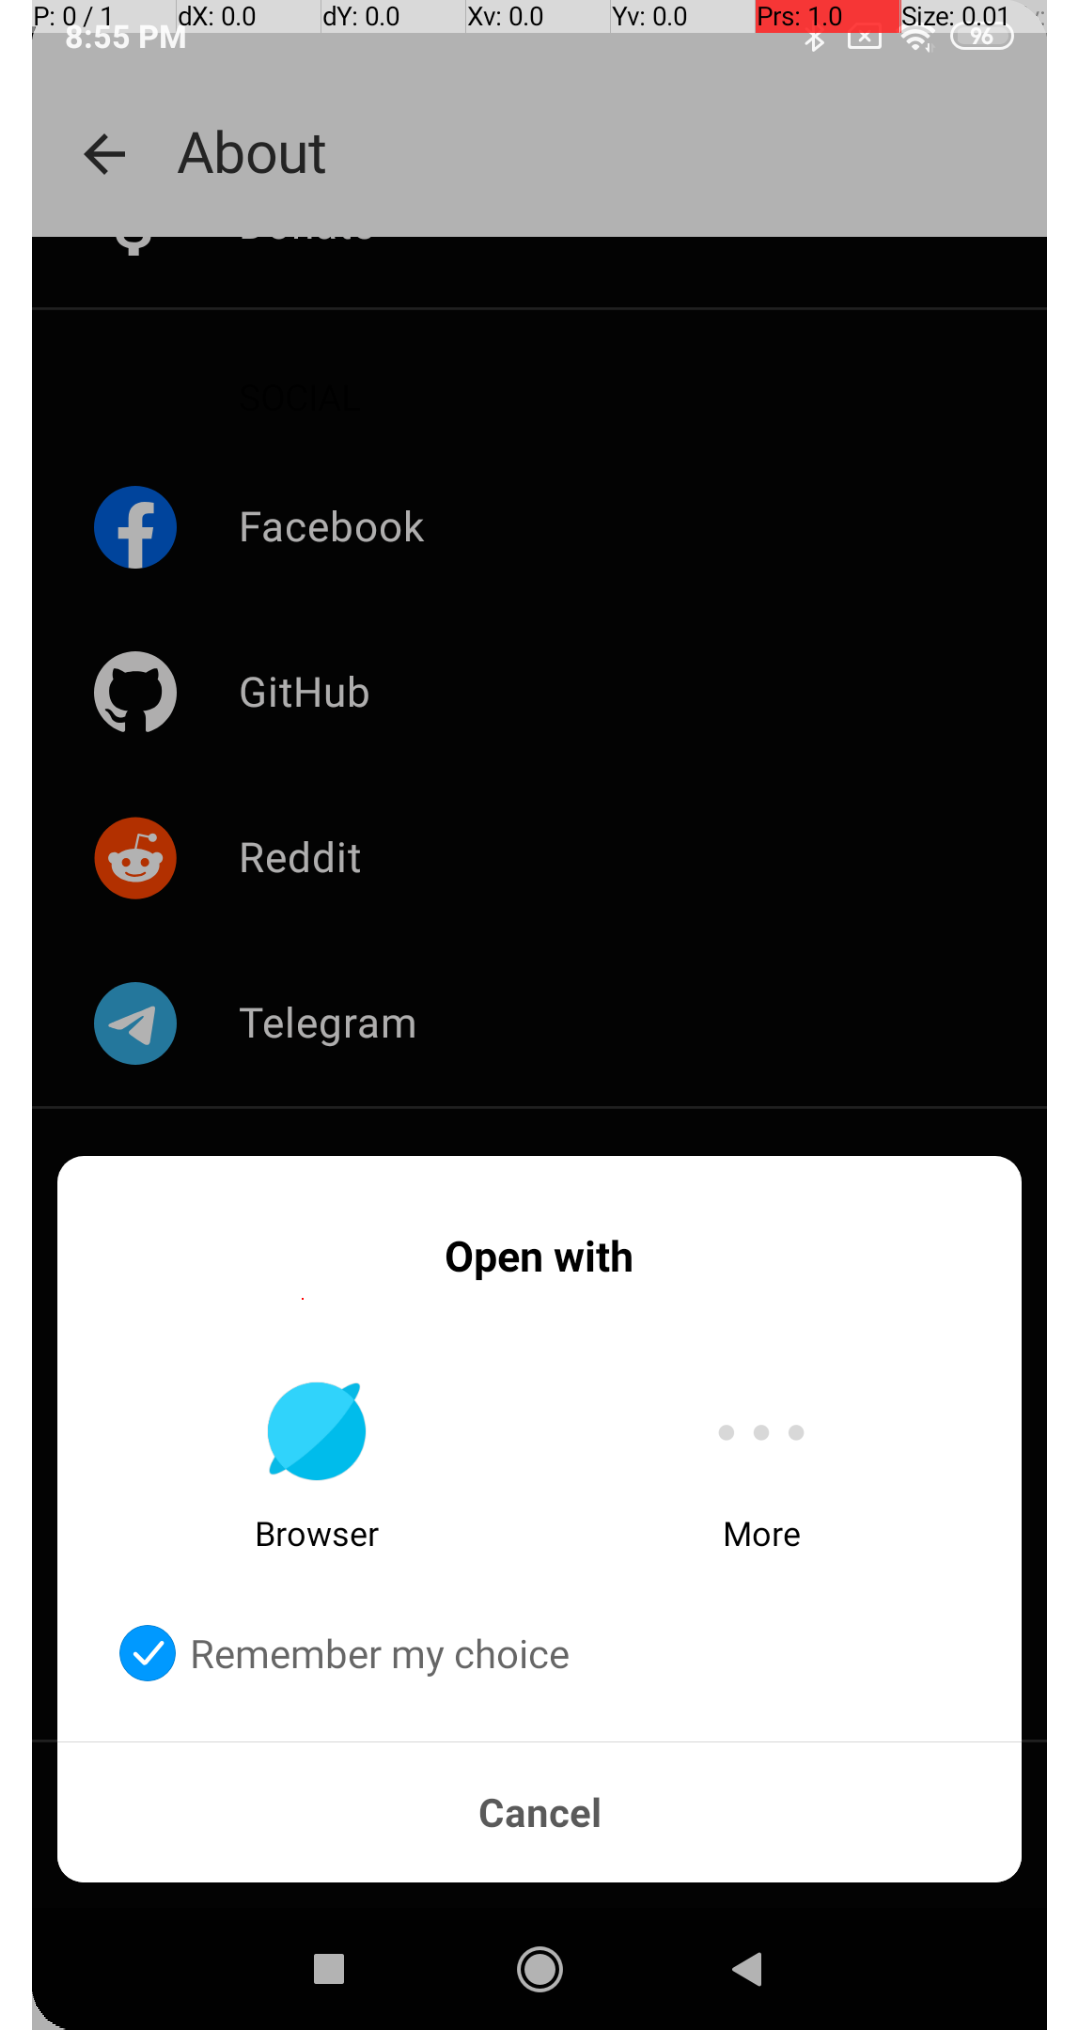 P: 0 / 1 dX: 0.0 dY: 0.0 Xv: 0.0 Yv: 0.0 Prs: 1.0 Size: 0.01
8:55 PM 96
About
Donate
SOCIAL
Facebook
GitHub
Reddit
Telegram
Open with
Browser More
Remember my choice
Cancel